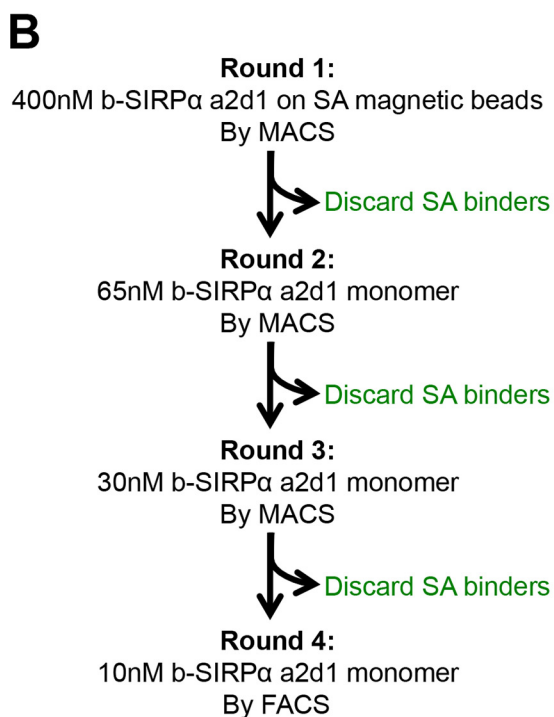 B
Round 1:
400nM b-SIRPα a2d1 on SA magnetic beads
By MACS
Discard SA binders
Round 2:
65nM b-SIRPα a2d1 monomer
By MACS
Discard SA binders
Round 3:
30nM b-SIRPα a2d1 monomer
By MACS
Discard SA binders
Round 4:
10nM b-SIRPα a2d1 monomer
By FACS